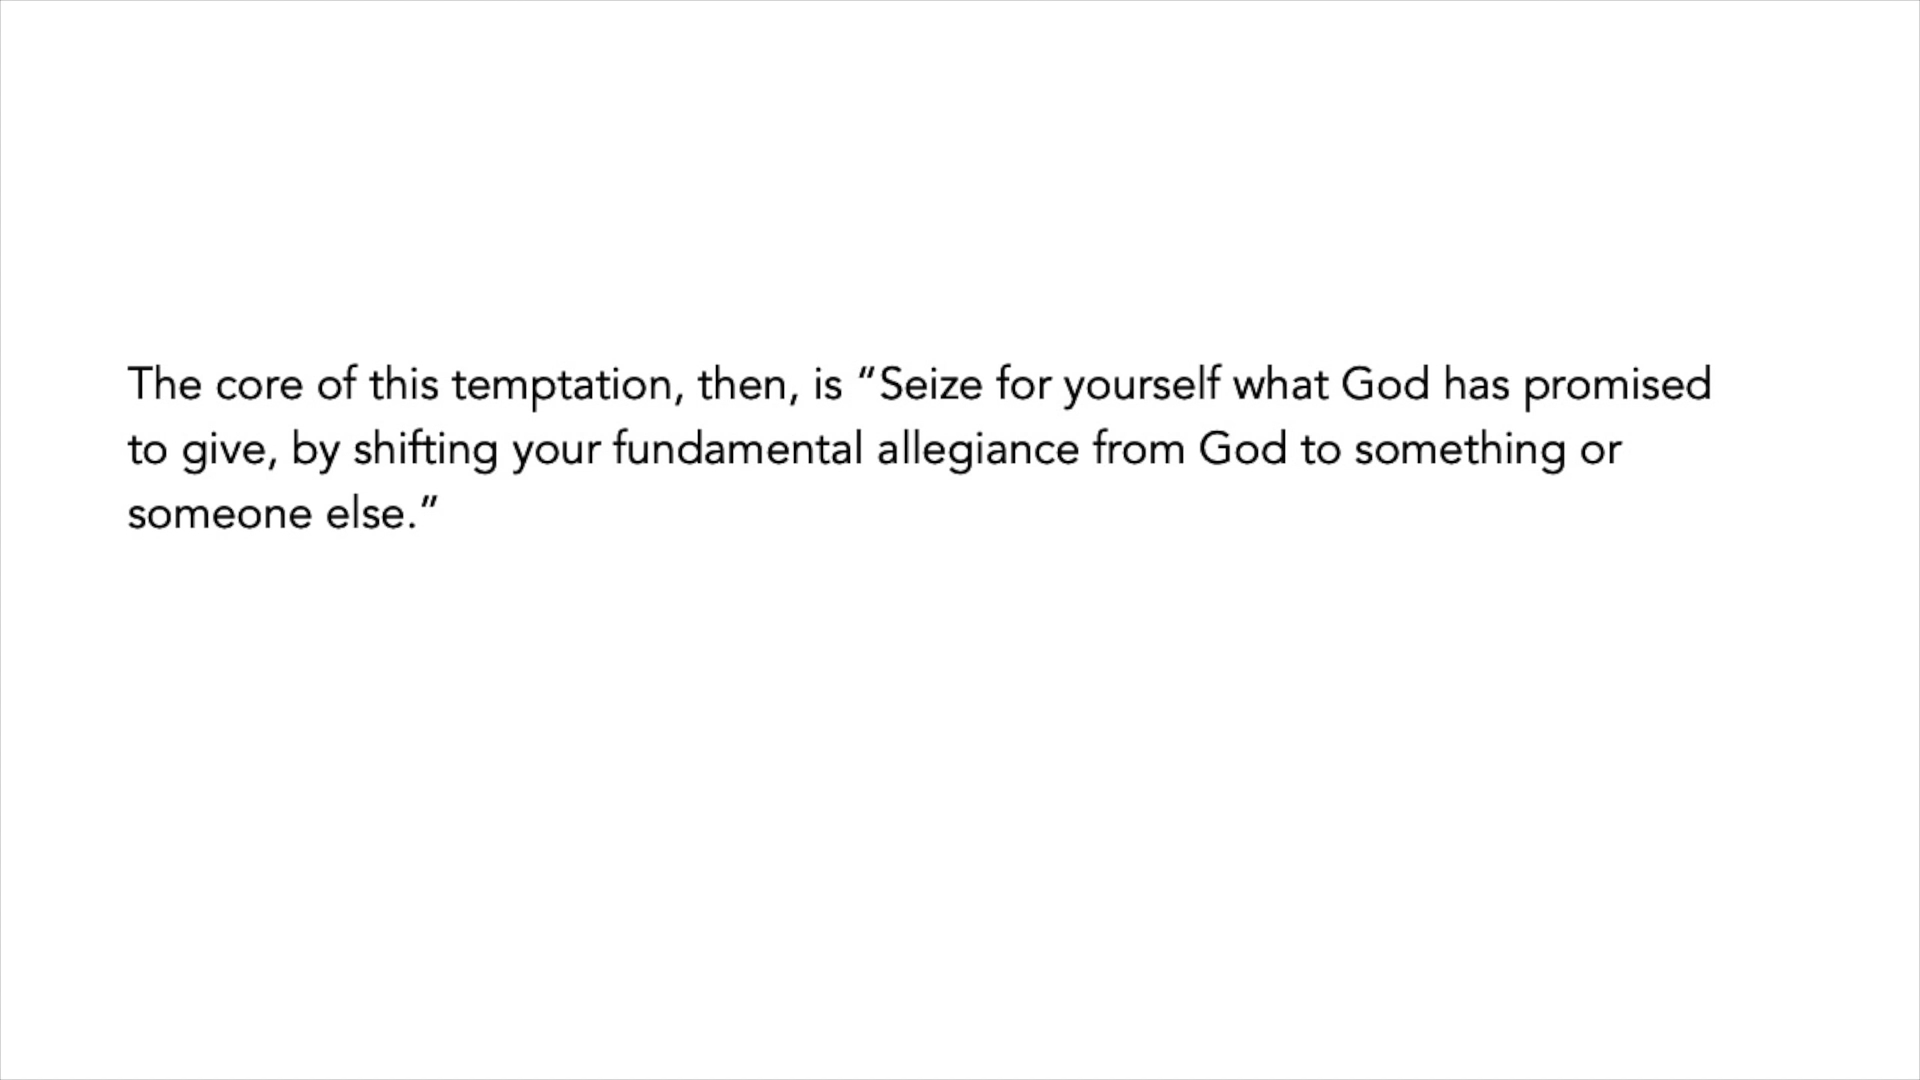 The core of this temptation, then, is “Seize for yourself what God has promised
to give, by shifting your fundamental allegiance from God to something or
someone else.”